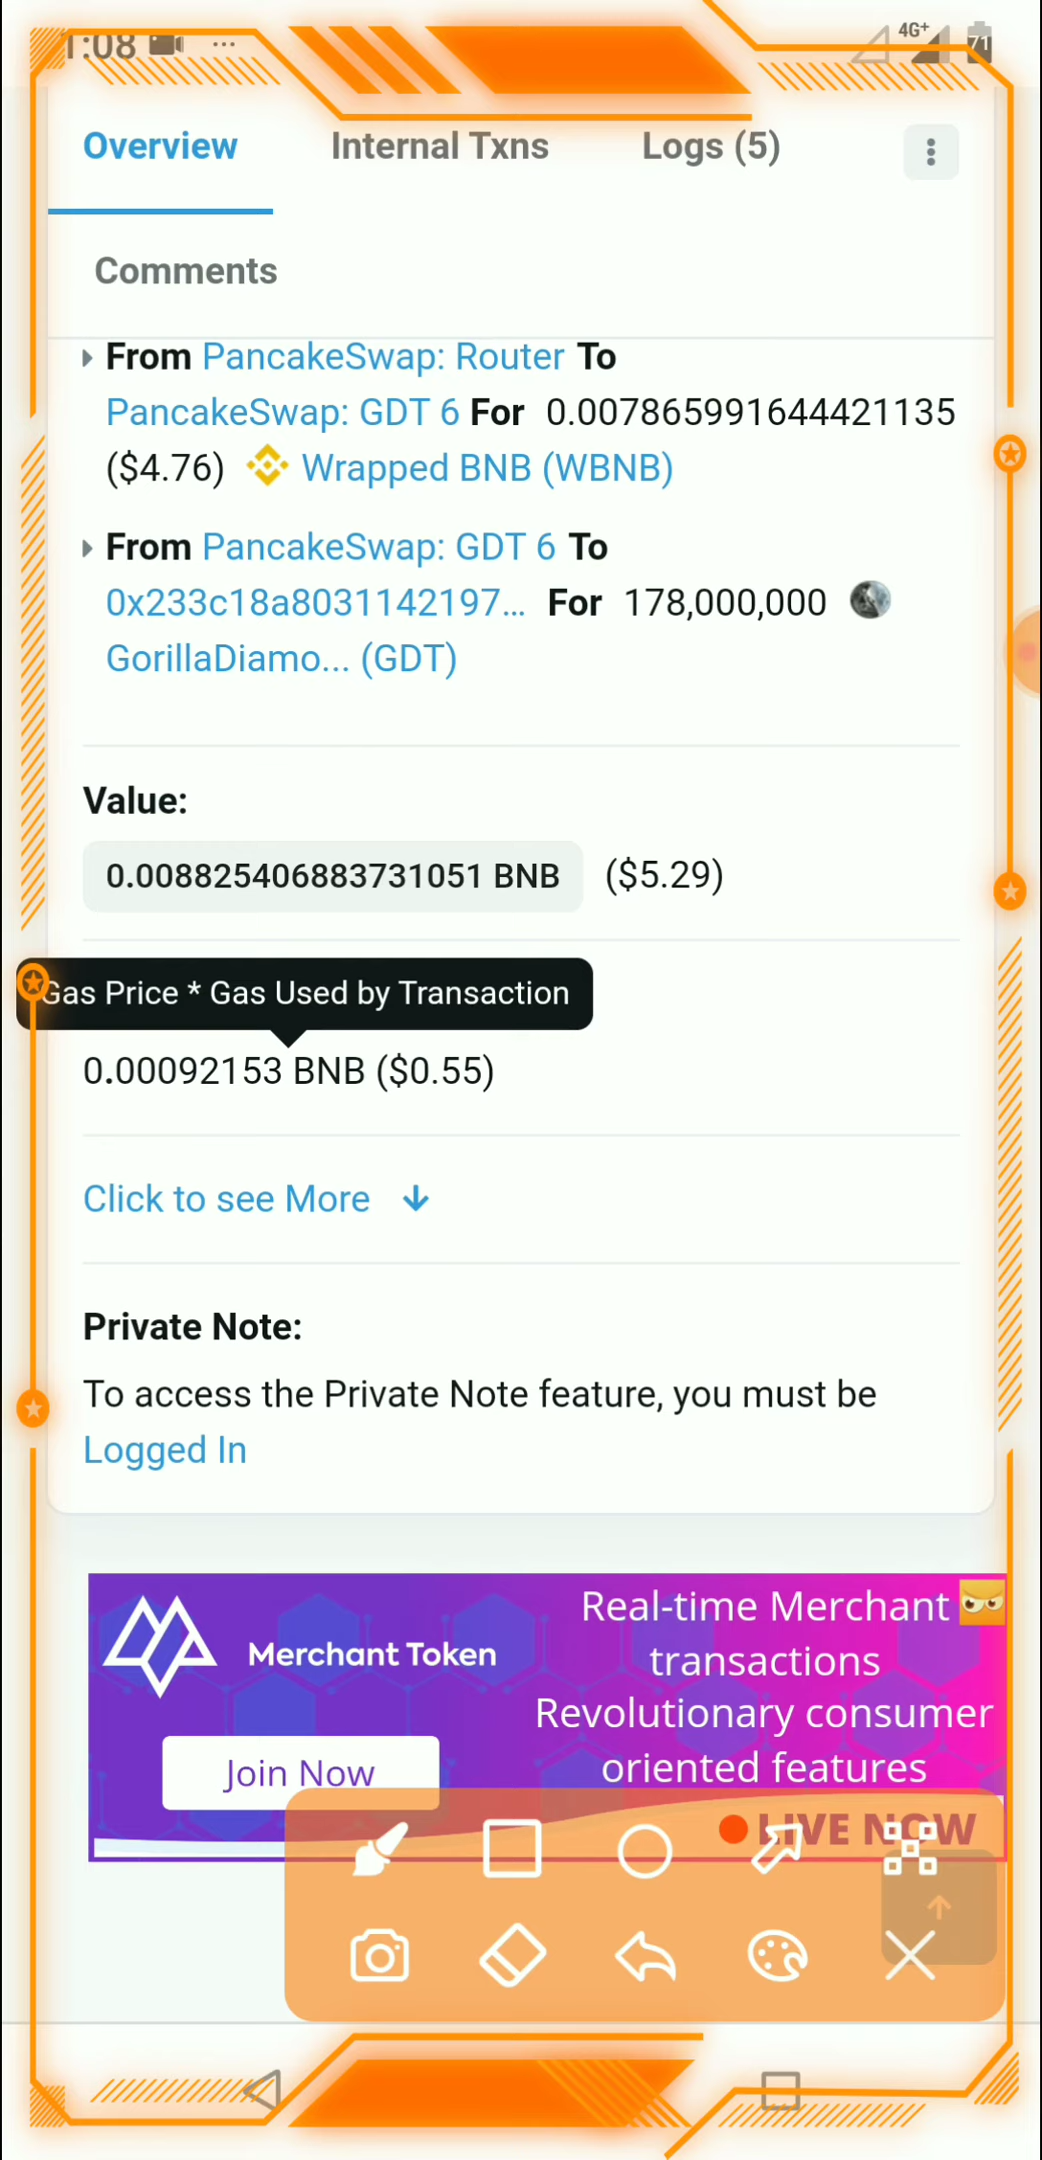 1:08 ... 4G+ 71
Overview Internal Txns Logs (5)
Comments
From PancakeSwap: Router To
PancakeSwap: GDT 6 For 0.007865991644421135
($4.76) Wrapped BNB (WBNB)
From PancakeSwap: GDT 6 To
0x233c18a8031142197... For 178,000,000
GorillaDiamo... (GDT)
Value:
0.008825406883731051 BNB ($5.29)
Gas Price * Gas Used by Transaction
0.00092153 BNB ($0.55)
Click to see More
Private Note:
To access the Private Note feature, you must be
Logged In
Merchant Token
Join Now
Real-time Merchant
transactions
Revolutionary consumer
oriented features
LIVE NOW